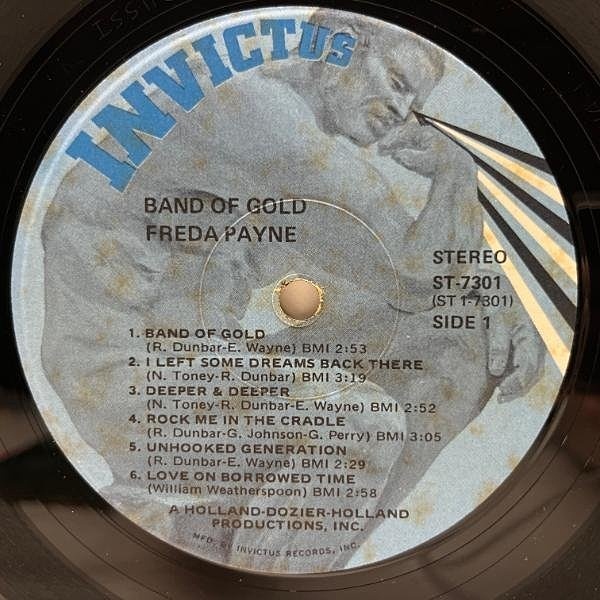 INVICTUS
BAND OF GOLD
FREDA PAYNE
STEREO
ST-7301
(ST 1-7301)
SIDE 1
1. BAND OF GOLD
(R. Dunbar-E. Wayne) BMI 2:53
2. I LEFT SOME DREAMS BACK THERE
(N. Toney-R. Dunbar) BMI 3:19
3. DEEPER & DEEPER
(N. Toney-R. Dunbar-E. Wayne) BMI 2:52
4. ROCK ME IN THE CRADLE
(R. Dunbar-G. Johnson-G. Perry) BMI 3:05
5. UNHOOKED GENERATION
(R. Dunbar-E. Wayne) BMI 2:29
6. LOVE ON BORROWED TIME
(William Weatherspoon) BMI 2:58
A HOLLAND-DOZIER-HOLLAND
PRODUCTIONS, INC.
MFD. BY INVICTUS RECORDS, INC.